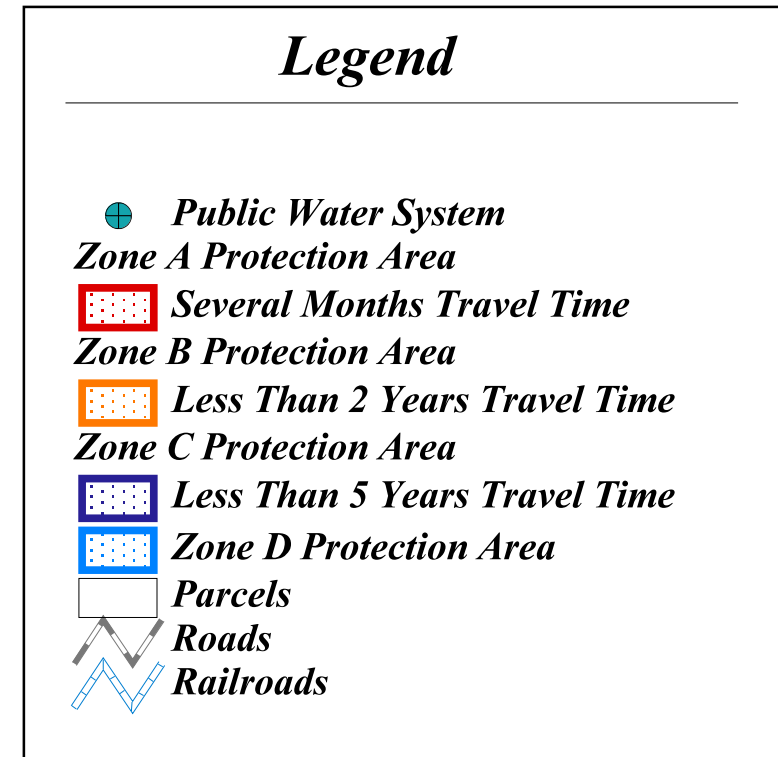 Legend
Public Water System
Zone A Protection Area
Several Months Travel Time
Zone B Protection Area
Less Than 2 Years Travel Time
Zone C Protection Area
Less Than 5 Years Travel Time
Zone D Protection Area
Parcels
Roads
Railroads